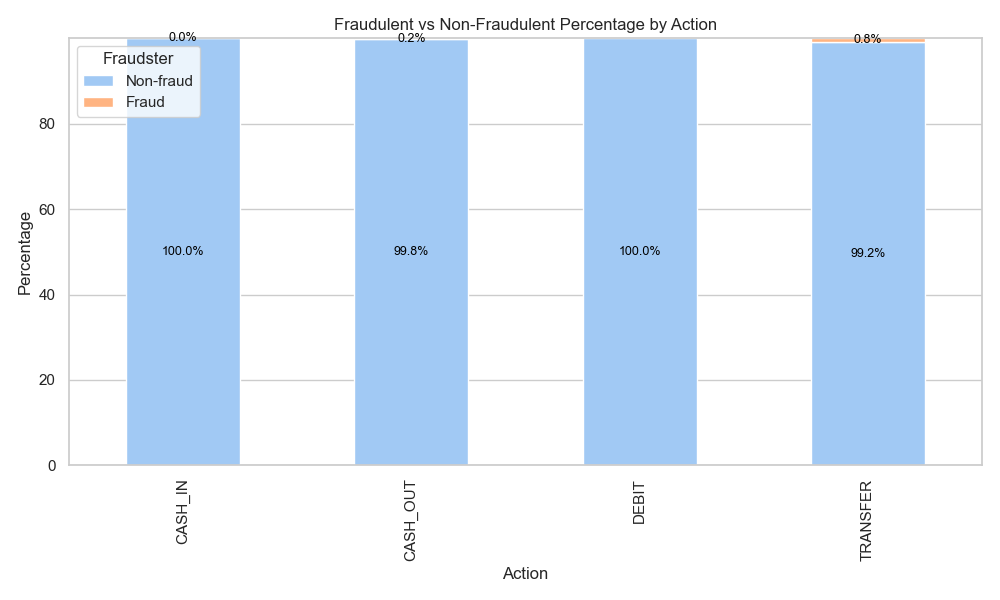 Fraudulent vs Non-Fraudulent Percentage by Action
0.0%
0.2%
0.8%
Fraudster
Non-fraud
Fraud
80
60
40
20
0
Percentage
100.0%
99.8%
100.0%
99.2%
CASH_IN
CASH_OUT
DEBIT
TRANSFER
Action